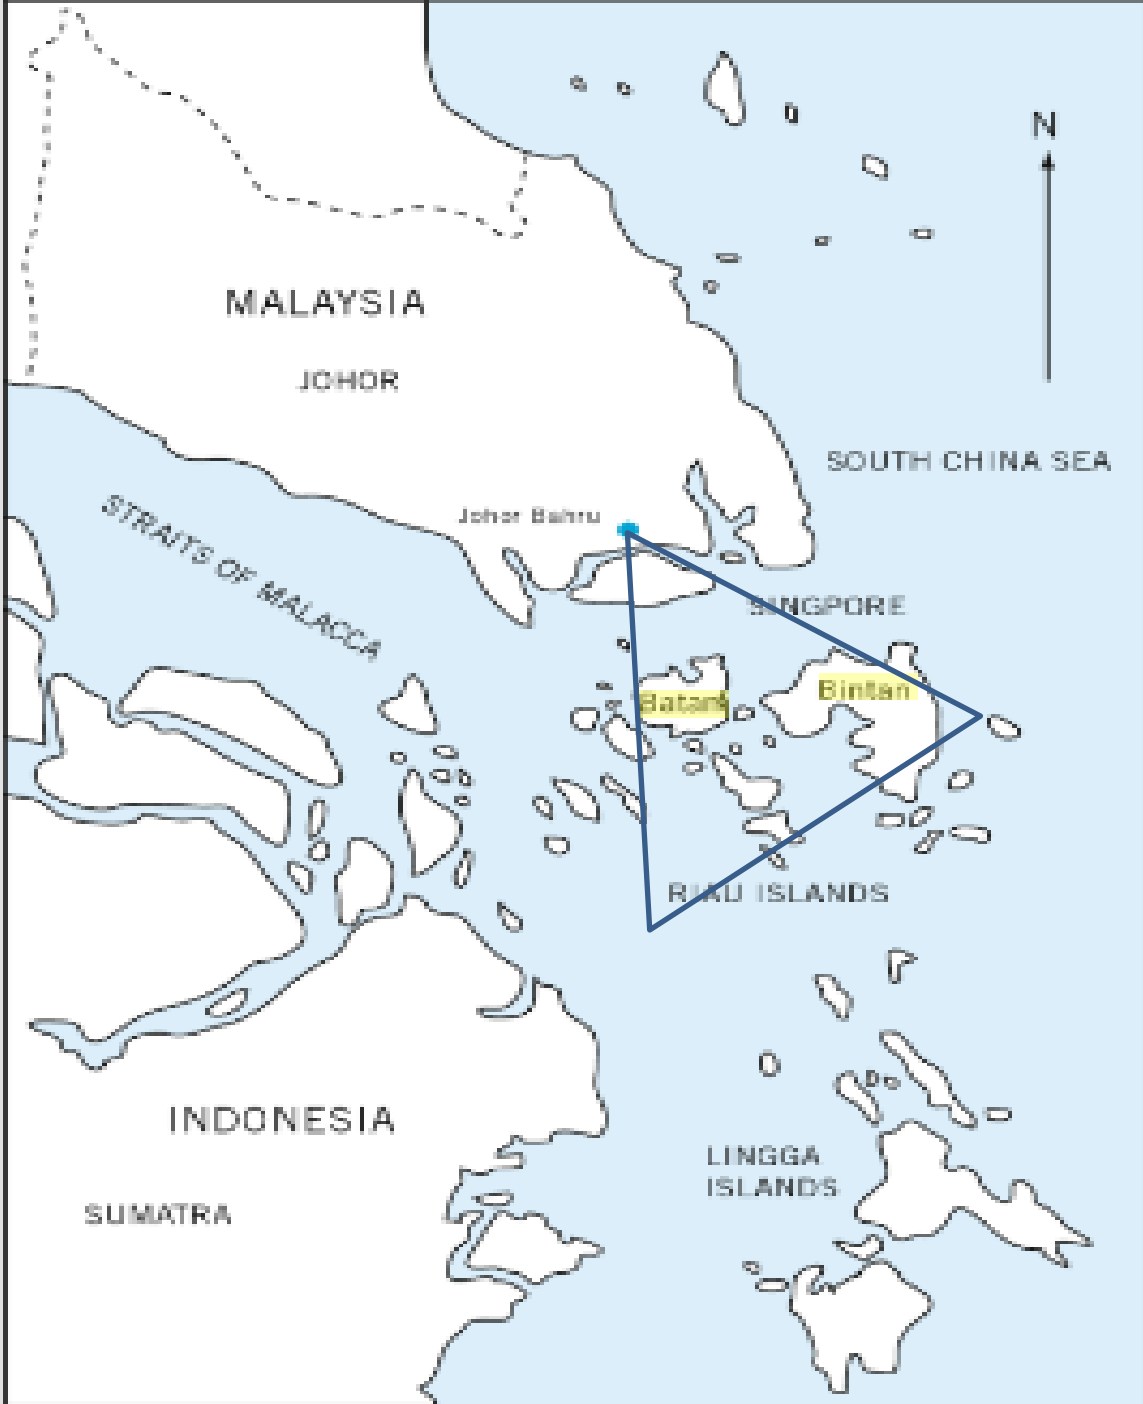 N
MALAYSIA
JOHOR
SOUTH CHINA SEA
Johor Bahru
STRAITS OF MALACCA
SINGPORE
Batam
Bintan
RIAU ISLANDS
INDONESIA
LINGGA
ISLANDS
SUMATRA